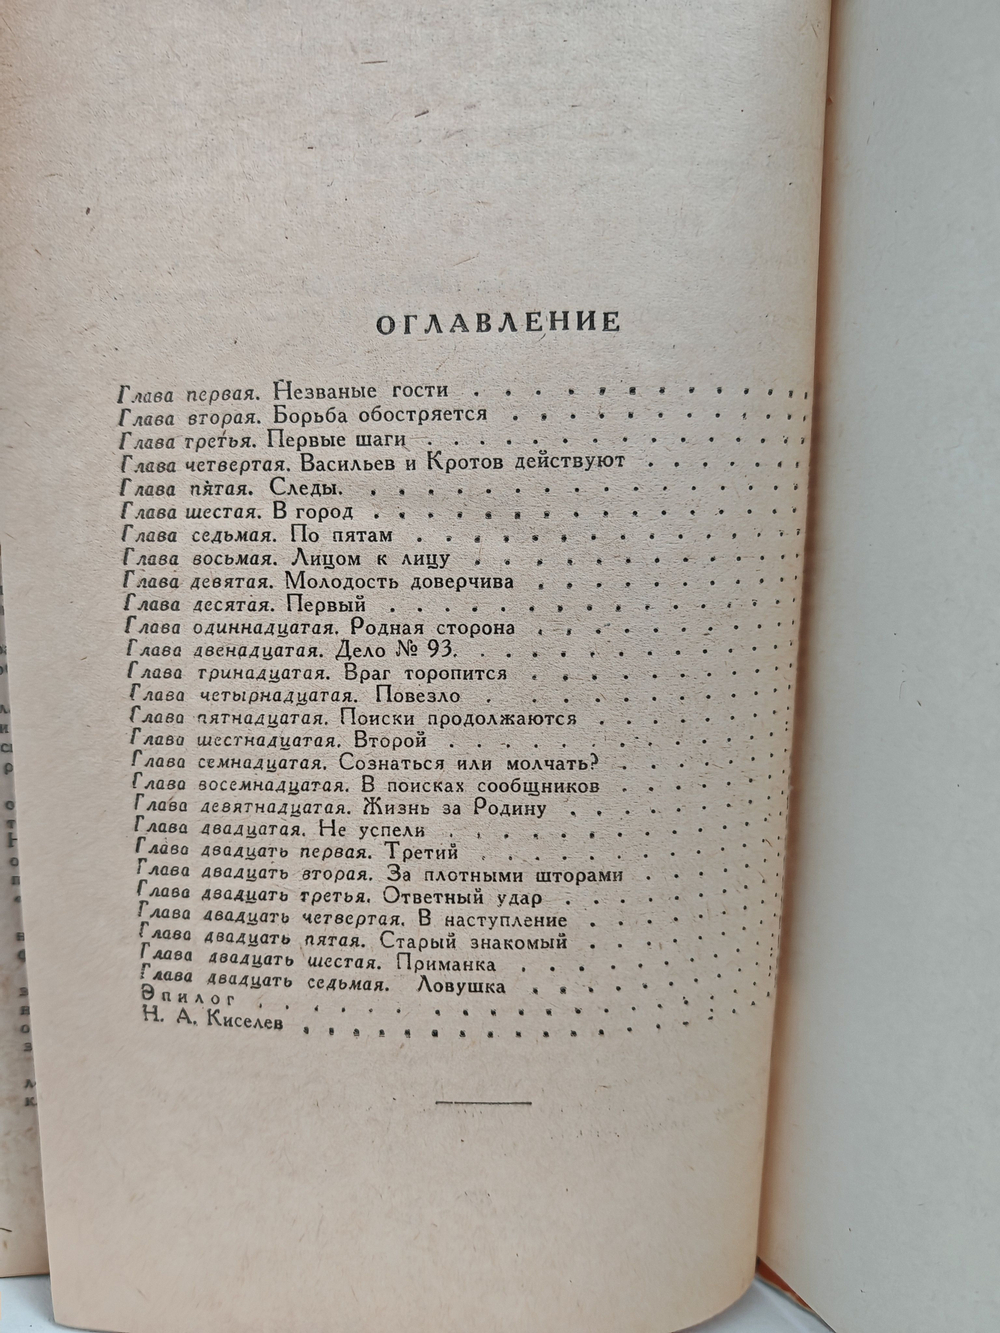 ОГЛАВЛЕНИЕ
Глава первая. Незваные гости
Глава вторая. Борьба обостряется
Глава третья. Первые шаги
Глава четвертая. Васильев и Кротов действуют
Глава пятая. Следы.
Глава шестая. В город
Глава седьмая. По пятам
Глава восьмая. Лицом к лицу
Глава девятая. Молодость доверчива
Глава десятая. Первый
Глава одиннадцатая. Родная сторона
Глава двенадцатая. Дело № 93.
Глава тринадцатая. Враг торопится
Глава четырнадцатая. Повезло
Глава пятнадцатая. Поиски продолжаются
Глава шестнадцатая. Второй
Глава семнадцатая. Сознаться или молчать?
Глава восемнадцатая. В поисках сообщников
Глава девятнадцатая. Жизнь за Родину
Глава двадцатая. Не успели
Глава двадцать первая. Третий
Глава двадцать вторая. За плотными шторами
Глава двадцать третья. Ответный удар
Глава двадцать четвертая. В наступление
Глава двадцать пятая. Старый знакомый
Глава двадцать шестая. Приманка
Глава двадцать седьмая. Ловушка
Эпилог
Н. А. Киселев